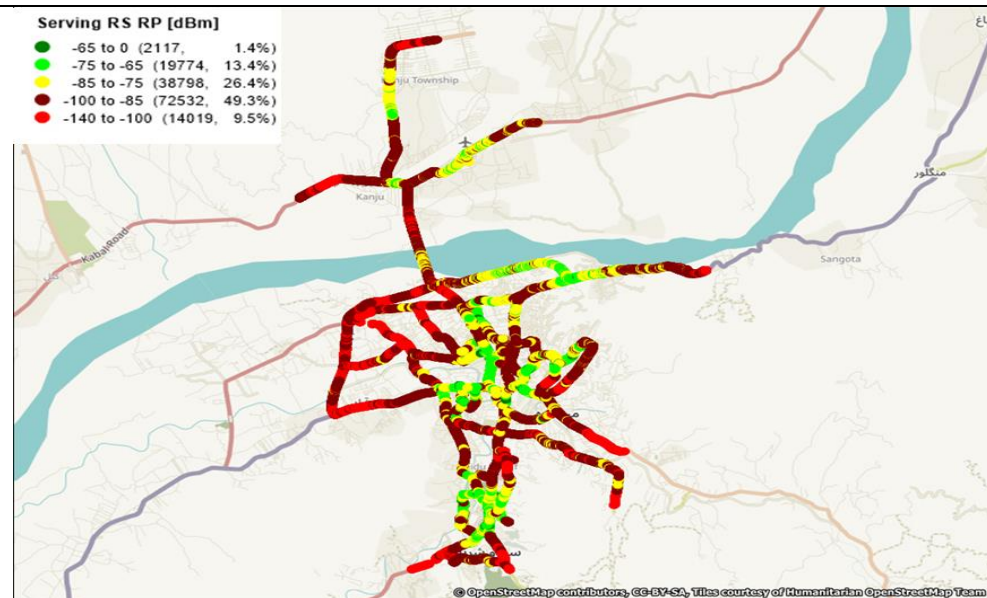 Serving RS RP [dBm]
-65 to 0 (2117, 1.4%)
-75 to -65 (19774, 13.4%)
-85 to -75 (38798, 26.4%)
-100 to -85 (72532, 49.3%)
-140 to -100 (14019, 9.5%)
nju Township
منگلور
Kanju
Kabal Road
Sangota
© OpenStreetMap contributors, CC-BY-SA, Tiles courtesy of Humanitarian OpenStreetMap Team